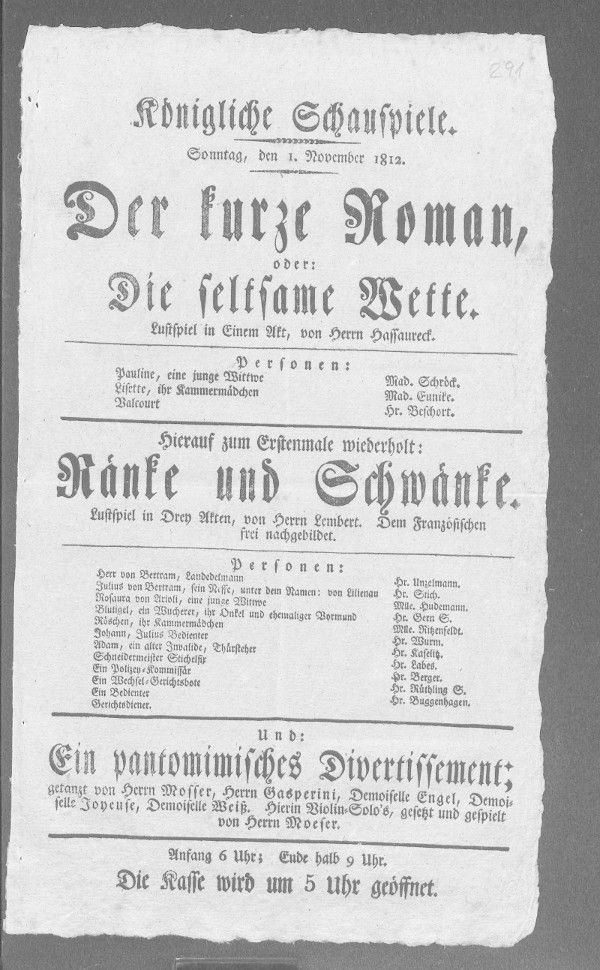 291
Königliche Schauspiele.
Sonntag, den 1. November 1812.
Der kurze Roman,
oder:
Die seltsame Wette.
Lustspiel in Einem Akt, von Herrn Hassaureck.
Personen:
Pauline, eine junge Wittwe Mad. Schröck.
Lisette, ihr Kammermädchen Mad. Eunike.
Valcourt Hr. Beschort.
Hierauf zum Erstenmale wiederholt:
Ränke und Schwänke.
Lustspiel in Drey Akten, von Herrn Lembert. Dem Französischen
frei nachgebildet.
Personen:
Herr von Bertram, Landedelmann Hr. Unzelmann.
Julius von Bertram, sein Neffe, unter dem Namen: von Lilienau Hr. Stich.
Rosaura von Arioli, eine junge Wittwe Mlle. Hudemann.
Blutigel, ein Wucherer, ihr Onkel und ehemaliger Vormund Hr. Gern S.
Röschen, ihr Kammermädchen Mlle. Ritzenfeldt.
Johann, Julius Bedienter Hr. Wurm.
Adam, ein alter Invalide, Thürsteher Hr. Kaselitz.
Schneidermeister Stichelfix Hr. Labes.
Ein Polizey-Kommissär Hr. Berger.
Ein Wechsel-Gerichtsbote Hr. Rüthling S.
Ein Bedienter Hr. Buggenhagen.
Gerichtsdiener.
Und:
Ein pantomimisches Divertissement;
getanzt von Herrn Mosser, Herrn Gasperini, Demoiselle Engel, Demoi-
selle Joyeuse, Demoiselle Weiß. Hierin Violin-Solo's, gesetzt und gespielt
von Herrn Moeser.
Anfang 6 Uhr; Ende halb 9 Uhr.
Die Kasse wird um 5 Uhr geöffnet.